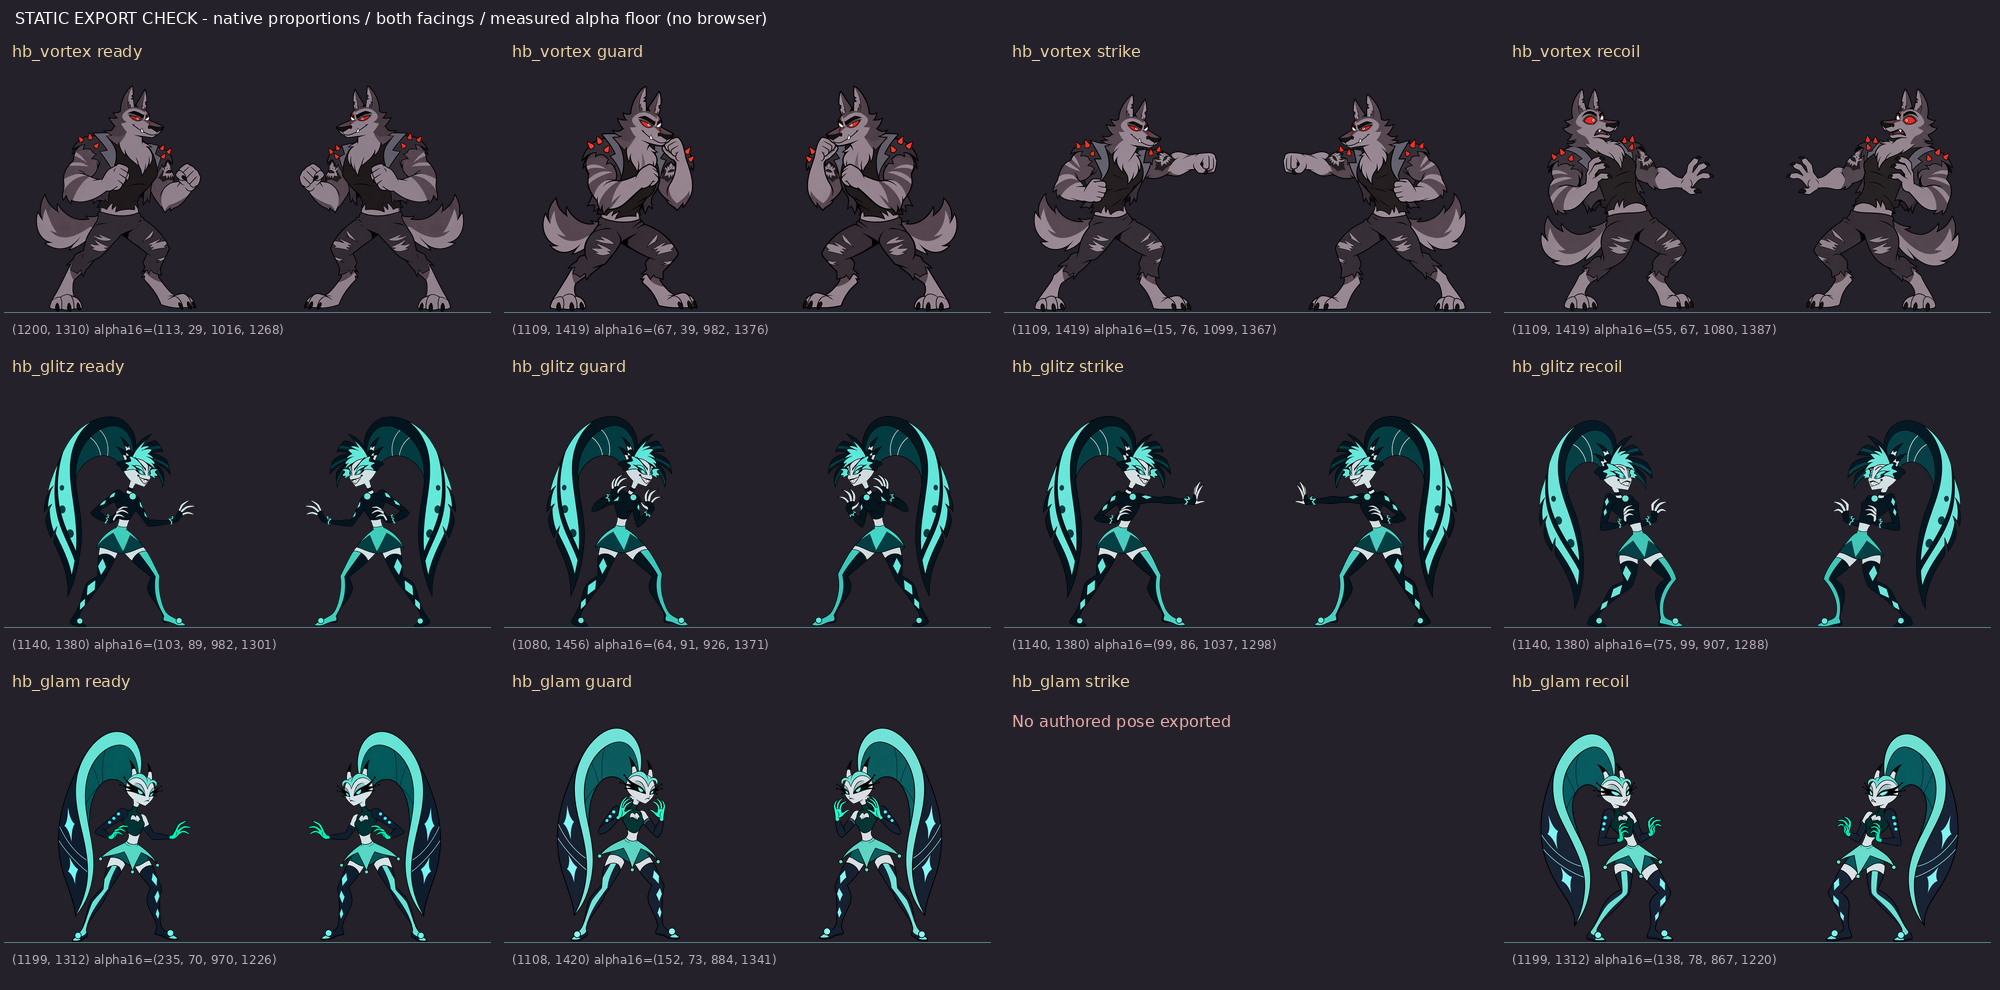 STATIC EXPORT CHECK - native proportions / both facings / measured alpha floor (no browser)
hb_vortex ready
hb_vortex guard
hb_vortex strike
hb_vortex recoil
(1200, 1310) alpha16=(113, 29, 1016, 1268)
(1109, 1419) alpha16=(67, 39, 982, 1376)
(1109, 1419) alpha16=(15, 76, 1099, 1367)
(1109, 1419) alpha16=(55, 67, 1080, 1387)
hb_glitz ready
hb_glitz guard
hb_glitz strike
hb_glitz recoil
(1140, 1380) alpha16=(103, 89, 982, 1301)
(1080, 1456) alpha16=(64, 91, 926, 1371)
(1140, 1380) alpha16=(99, 86, 1037, 1298)
(1140, 1380) alpha16=(75, 99, 907, 1288)
hb_glam ready
hb_glam guard
hb_glam strike
hb_glam recoil
No authored pose exported
(1199, 1312) alpha16=(235, 70, 970, 1226)
(1108, 1420) alpha16=(152, 73, 884, 1341)
(1199, 1312) alpha16=(138, 78, 867, 1220)